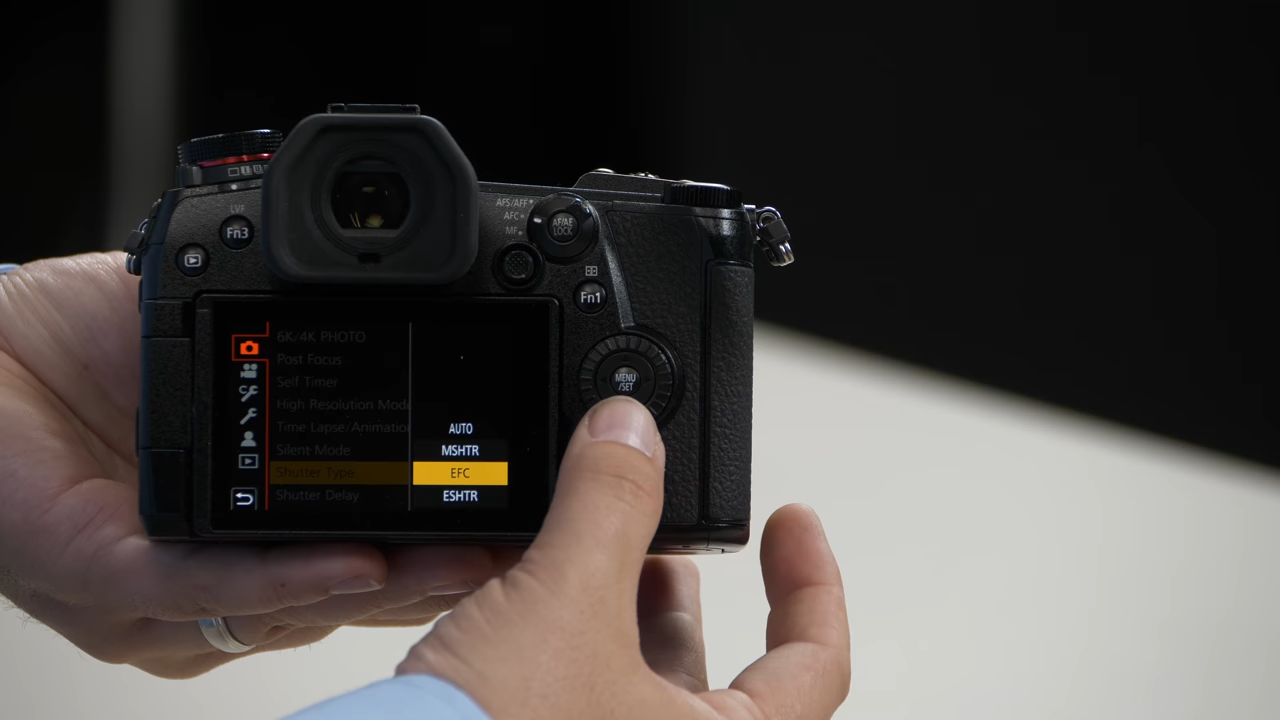 LVF
Fn3
AFS/AFF
AFC
MF
AF/AE
LOCK
Fn1
MENU
/SET
6K/4K PHOTO
Post Focus
Self Timer
High Resolution Mode
Time Lapse/Animation
Silent Mode
Shutter Type
Shutter Delay
AUTO
MSHTR
EFC
ESHTR